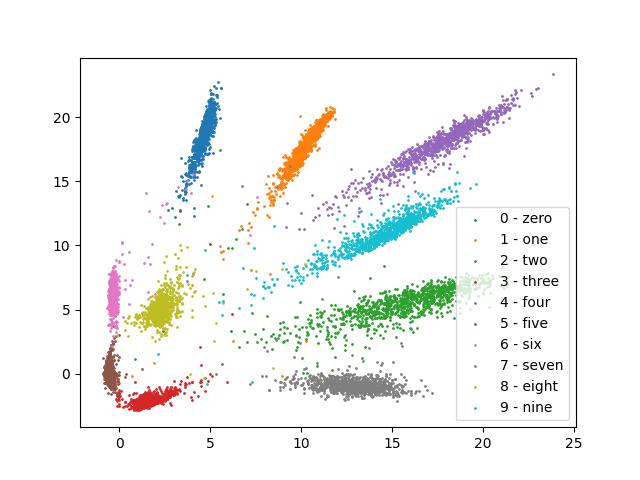 20
15
10
5
0
0
5
10
15
20
25
0 - zero
1 - one
2 - two
3 - three
4 - four
5 - five
6 - six
7 - seven
8 - eight
9 - nine